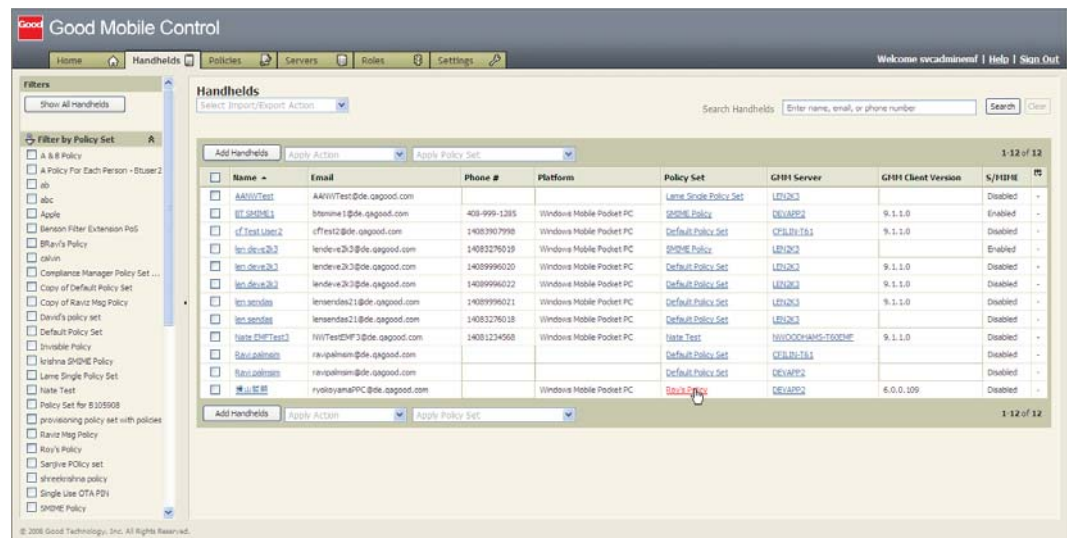 Good Good Mobile Control
Home Handhelds Policies Servers Roles Settings Welcome svcadminemf | Help | Sign Out
Filters
Show All Handhelds
Filter by Policy Set
A & B Policy
A Policy For Each Person - Btuser2
ab
abc
Apple
Benson Filter Extension PoS
BRavi's Policy
calvin
Compliance Manager Policy Set ...
Copy of Default Policy Set
Copy of Raviz Msg Policy
David's policy set
Default Policy Set
Invisible Policy
krishna SMIME Policy
Lame Single Policy Set
Nate Test
Policy Set for B105908
provisioning policy set with policies
Raviz Msg Policy
Roy's Policy
Sanjive POlicy set
shreekrishna policy
Single Use OTA PIN
SMIME Policy
Handhelds
Select Import/Export Action
Search Handhelds Enter name, email, or phone number Search Clear
Add Handhelds Apply Action Apply Policy Set 1-12 of 12
Name Email Phone # Platform Policy Set GMM Server GMM Client Version S/MIME
AANWTest AANWTest@de.qagood.com Lame Single Policy Set LEN2K3 Disabled
BT SMIME1 btsmime1@de.qagood.com 408-999-1285 Windows Mobile Pocket PC SMIME Policy DEVAPP2 9.1.1.0 Enabled
cf Test User2 cfTest2@de.qagood.com 14083907998 Windows Mobile Pocket PC Default Policy Set CFILIN-T61 9.1.1.0 Disabled
len deve2k3 lendeve2k3@de.qagood.com 14083276019 Windows Mobile Pocket PC SMIME Policy LEN2K3 Enabled
len deve2k3 lendeve2k3@de.qagood.com 14089996020 Windows Mobile Pocket PC Default Policy Set LEN2K3 9.1.1.0 Disabled
len deve2k3 lendeve2k3@de.qagood.com 14089996022 Windows Mobile Pocket PC Default Policy Set LEN2K3 9.1.1.0 Disabled
len sendas lensendas21@de.qagood.com 14089996021 Windows Mobile Pocket PC Default Policy Set LEN2K3 9.1.1.0 Disabled
len sendas lensendas21@de.qagood.com 14083276018 Windows Mobile Pocket PC Default Policy Set LEN2K3 Disabled
Nate EMFTest3 NWTestEMF3@de.qagood.com 14081234568 Windows Mobile Pocket PC Nate Test NWOODHAMS-T60EMF 9.1.1.0 Disabled
Ravi palmsim ravipalmsim@de.qagood.com Default Policy Set CFILIN-T61 Disabled
Ravi palmsim ravipalmsim@de.qagood.com Default Policy Set DEVAPP2 Disabled
ryokoyamaPPC@de.qagood.com Windows Mobile Pocket PC Roy's Policy DEVAPP2 6.0.0.109 Disabled
Add Handhelds Apply Action Apply Policy Set 1-12 of 12
© 2008 Good Technology, Inc. All Rights Reserved.